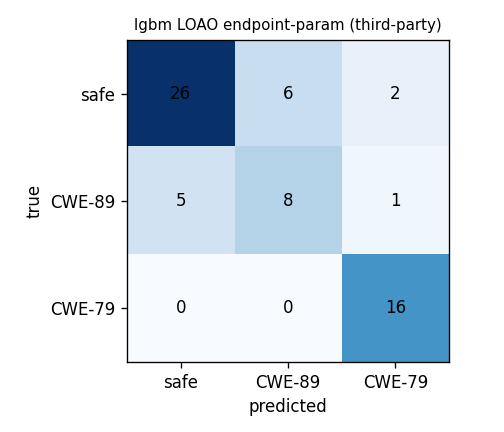 lgbm LOAO endpoint-param (third-party)
true
safe 26 6 2
CWE-89 5 8 1
CWE-79 0 0 16
safe CWE-89 CWE-79
predicted